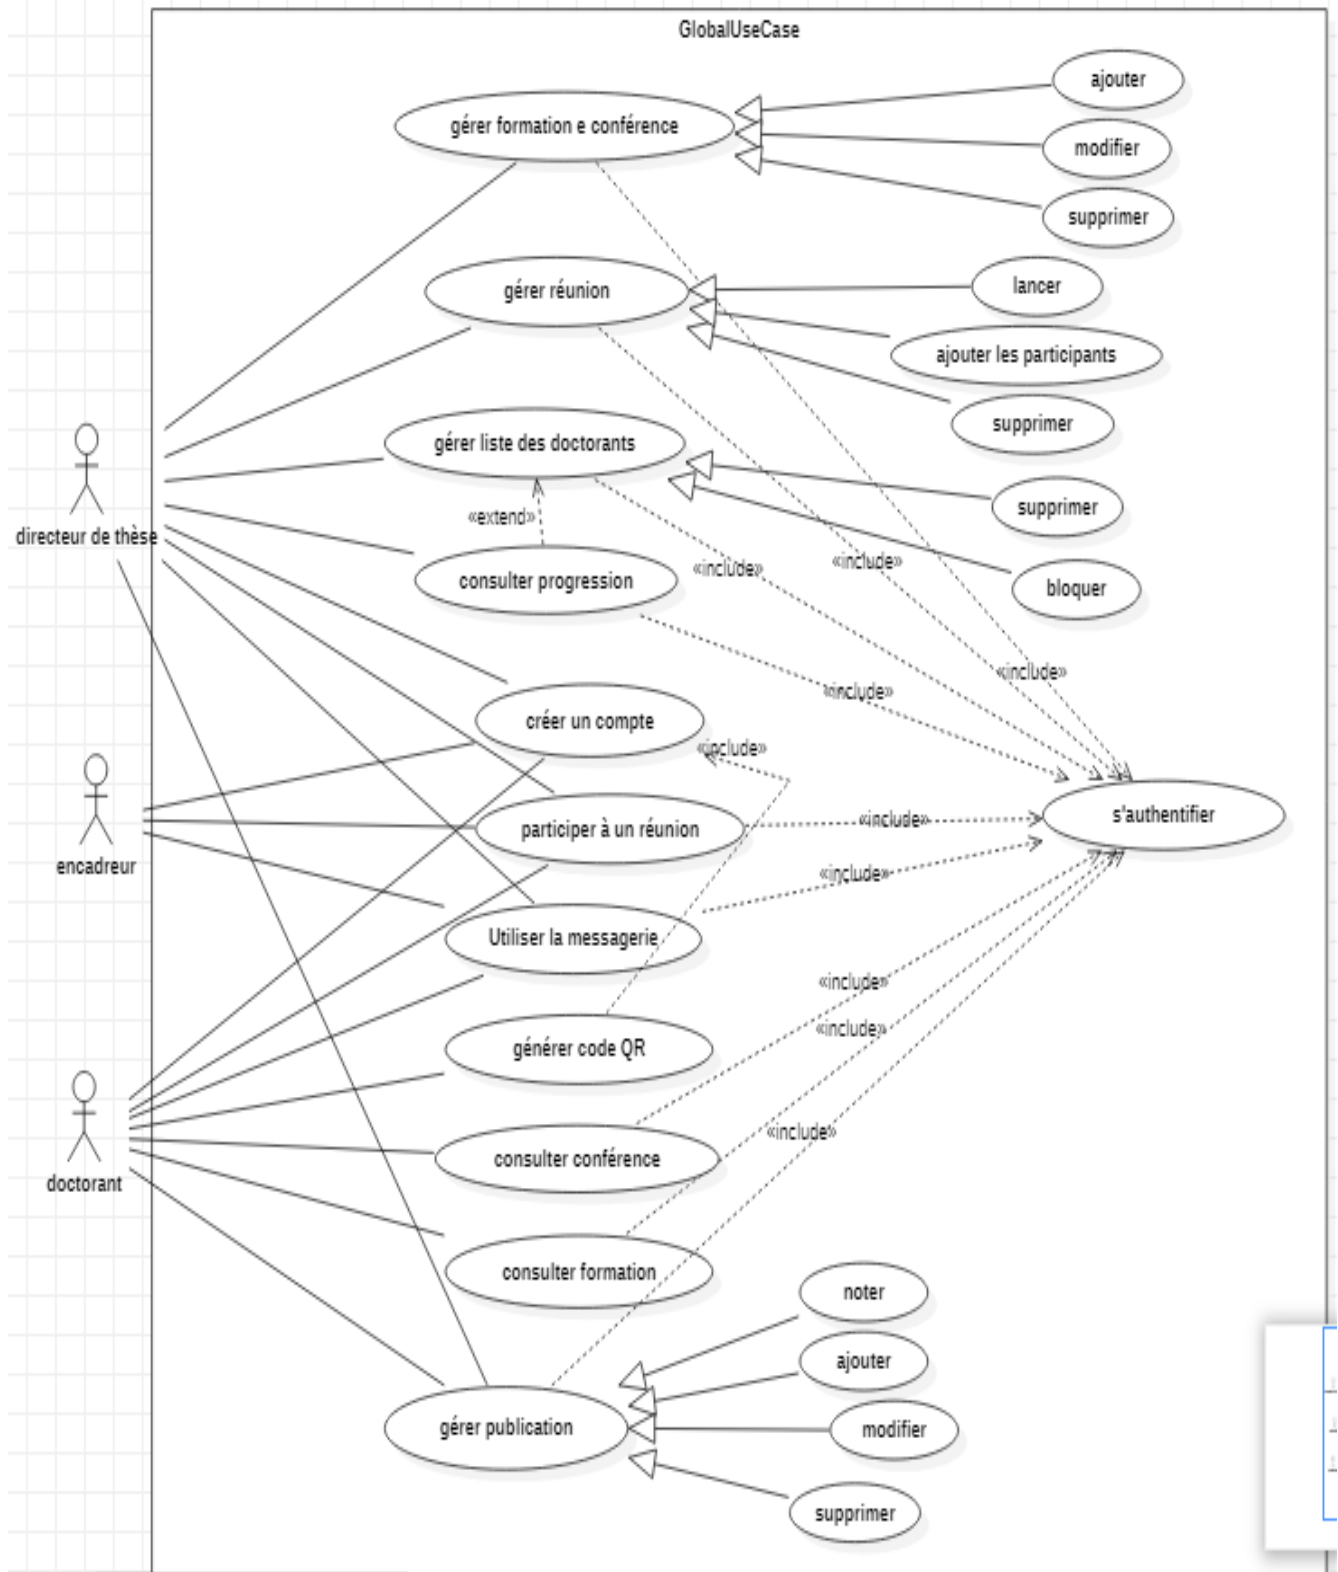 GlobalUseCase
gérer formation e conférence
ajouter
modifier
supprimer
gérer réunion
lancer
ajouter les participants
supprimer
gérer liste des doctorants
supprimer
bloquer
«extend»
directeur de thèse
consulter progression
«include»
«include»
«include»
«include»
créer un compte
«include»
participer à un réunion
«include»
s'authentifier
encadreur
«include»
Utiliser la messagerie
«include»
«include»
générer code QR
«include»
consulter conférence
doctorant
consulter formation
noter
ajouter
gérer publication
modifier
supprimer